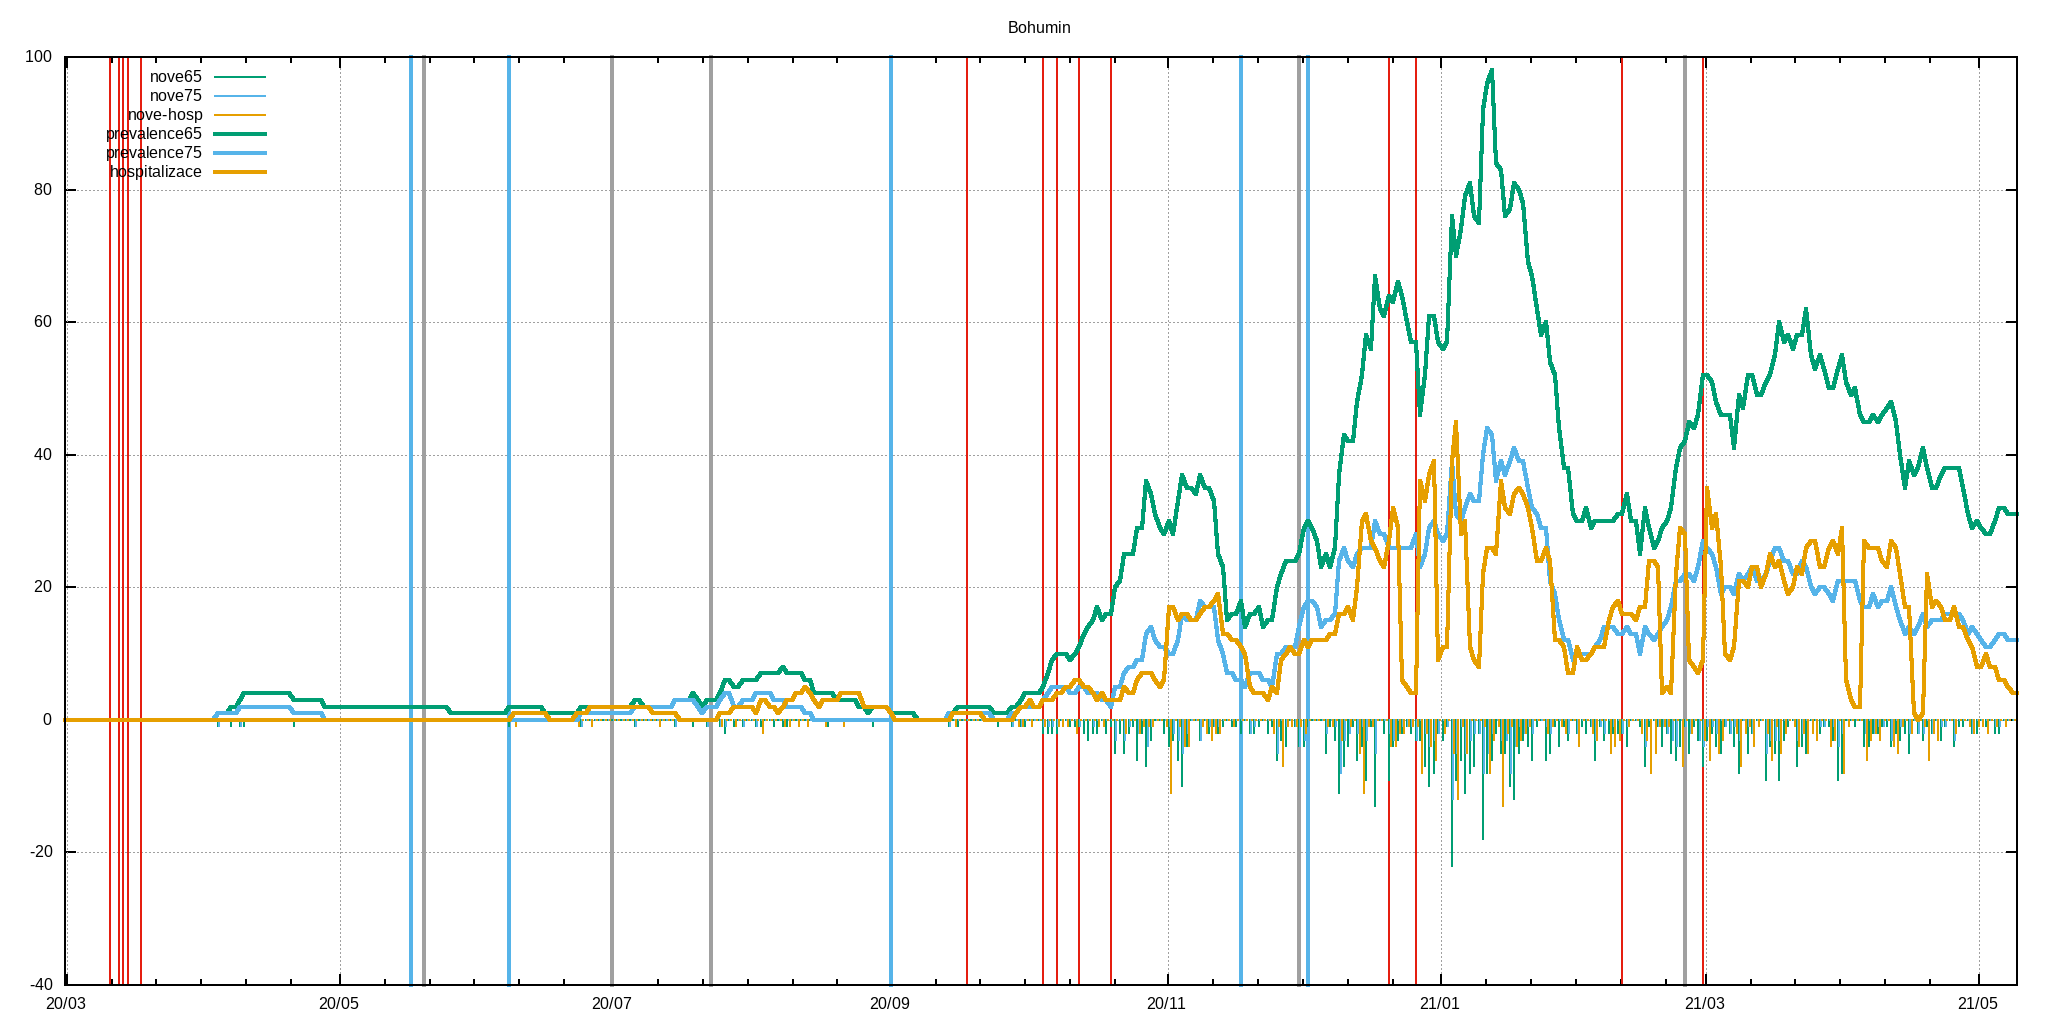 Bohumin
100
nove65
nove75
nove-hosp
prevalence65
prevalence75
hospitalizace
80
60
40
20
0
-20
-40
20/03 20/05 20/07 20/09 20/11 21/01 21/03 21/05